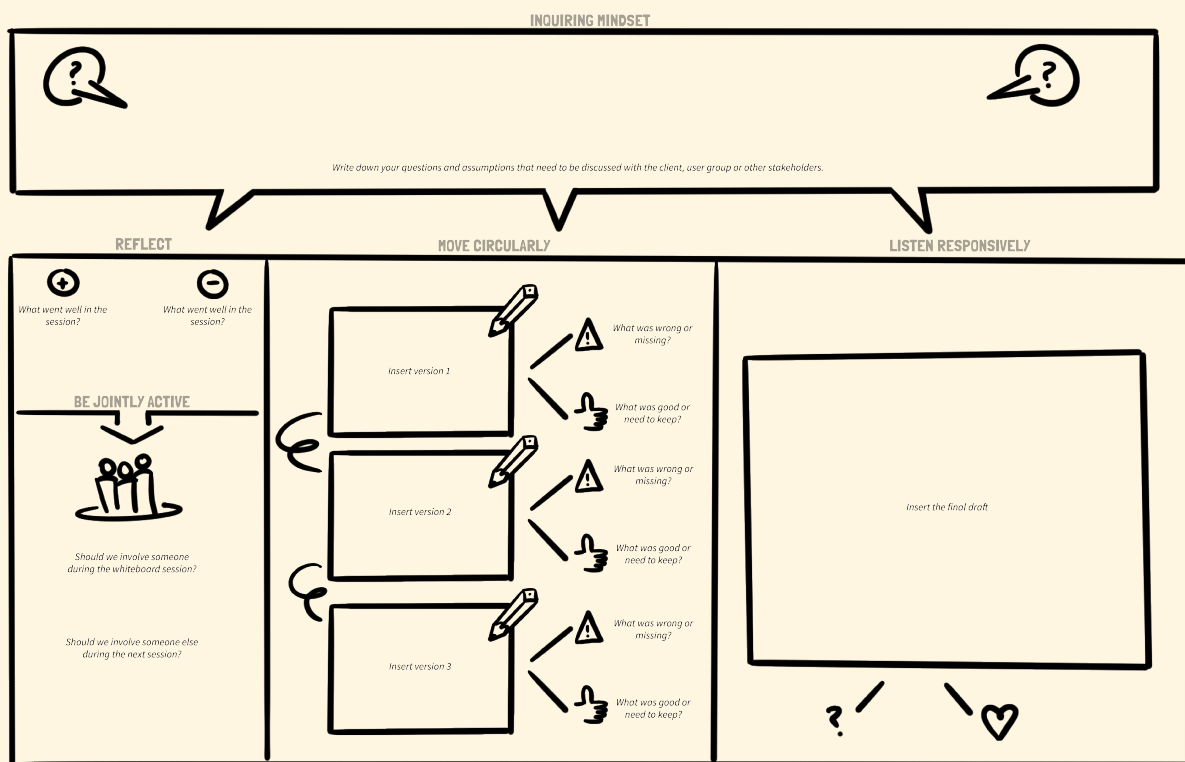 INQUIRING MINDSET
?
?
Write down your questions and assumptions that need to be discussed with the client, user group or other stakeholders.
REFLECT
What went well in the
session?
What went well in the
session?
BE JOINTLY ACTIVE
Should we involve someone
during the whiteboard session?
Should we involve someone else
during the next session?
MOVE CIRCULARLY
Insert version 1
What was wrong or
missing?
What was good or
need to keep?
Insert version 2
What was wrong or
missing?
What was good or
need to keep?
Insert version 3
What was wrong or
missing?
What was good or
need to keep?
LISTEN RESPONSIVELY
Insert the final draft
?